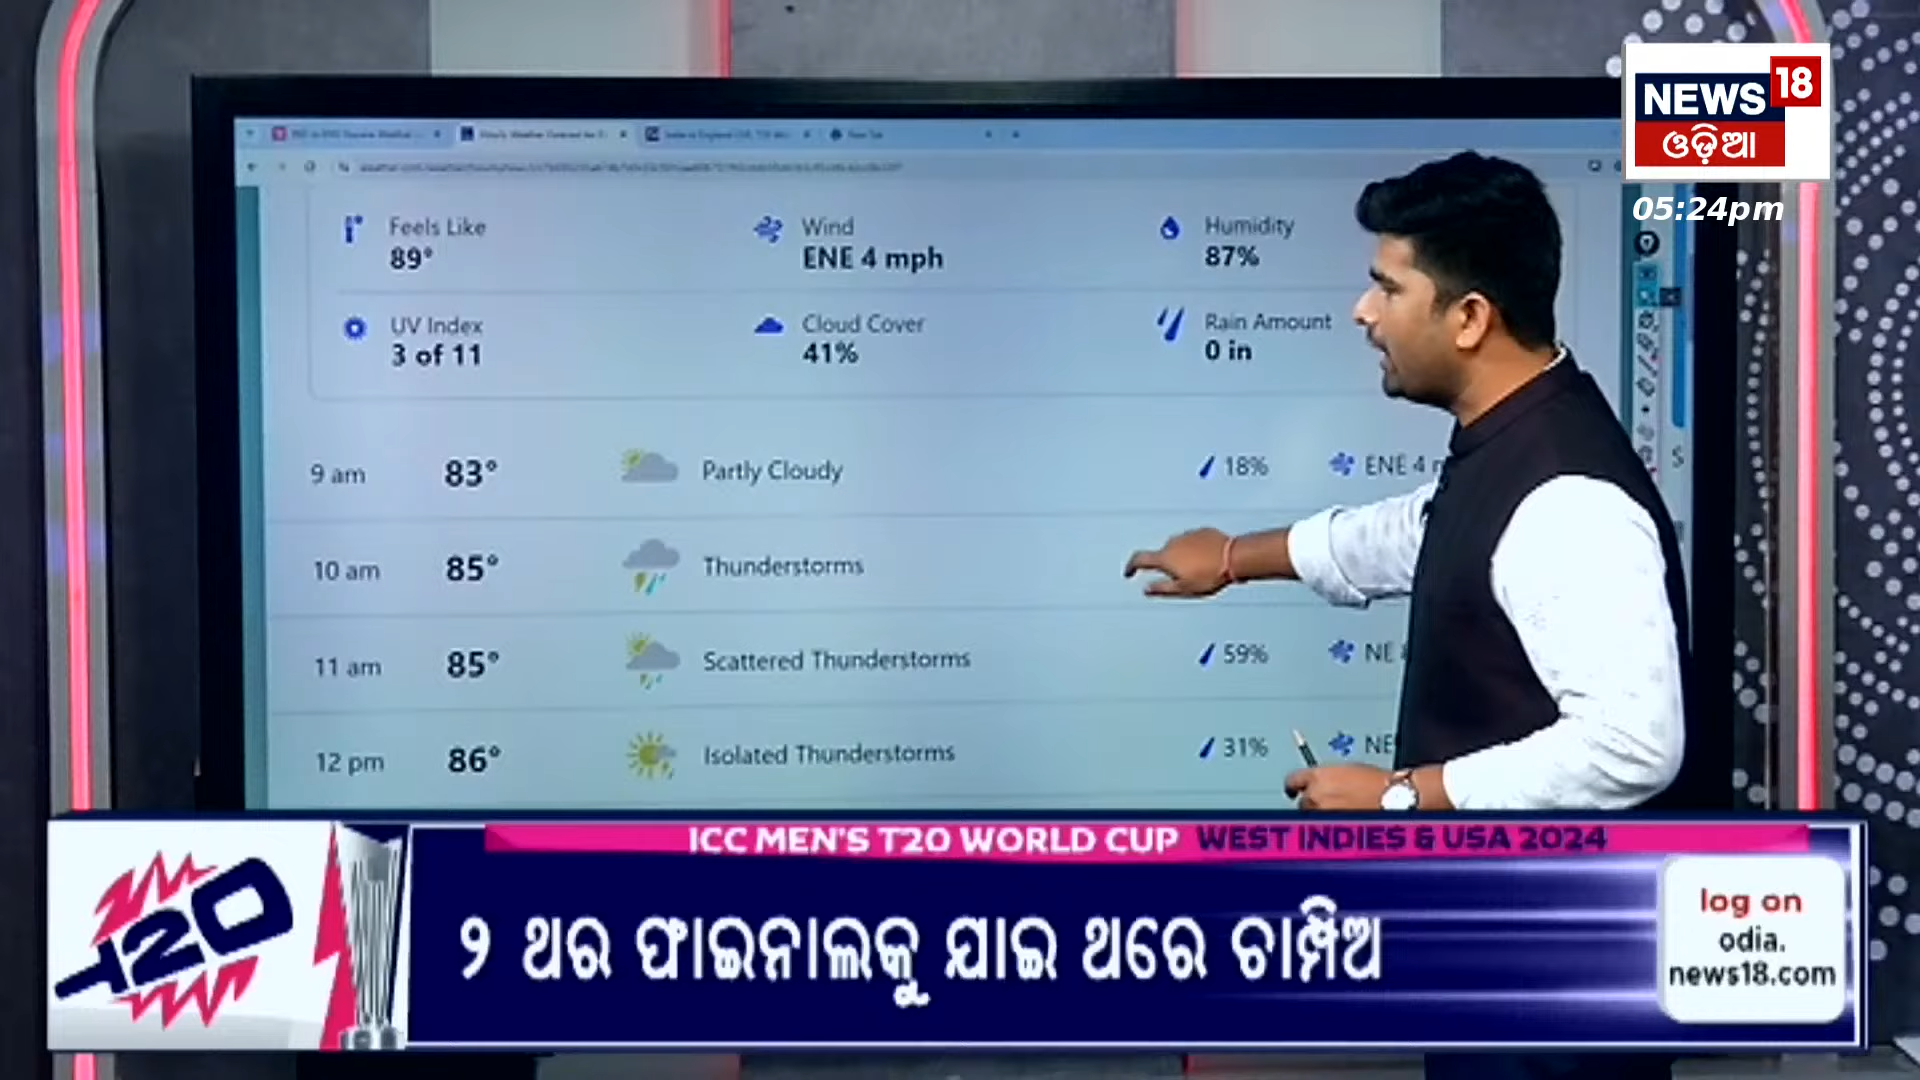 NEWS 18
ଓଡ଼ିଆ
05:24pm
Feels Like
89°
Wind
ENE 4 mph
Humidity
87%
UV Index
3 of 11
Cloud Cover
41%
Rain Amount
0 in
9 am 83° Partly Cloudy 18% ENE 4
10 am 85° Thunderstorms
11 am 85° Scattered Thunderstorms 59% NE
12 pm 86° Isolated Thunderstorms 31% NE
ICC MEN'S T20 WORLD CUP WEST INDIES & USA 2024
T20
୨ ଥର ଫାଇନାଲକୁ ଯାଇ ଥରେ ଚାମ୍ପିଅ
log on
odia.
news18.com